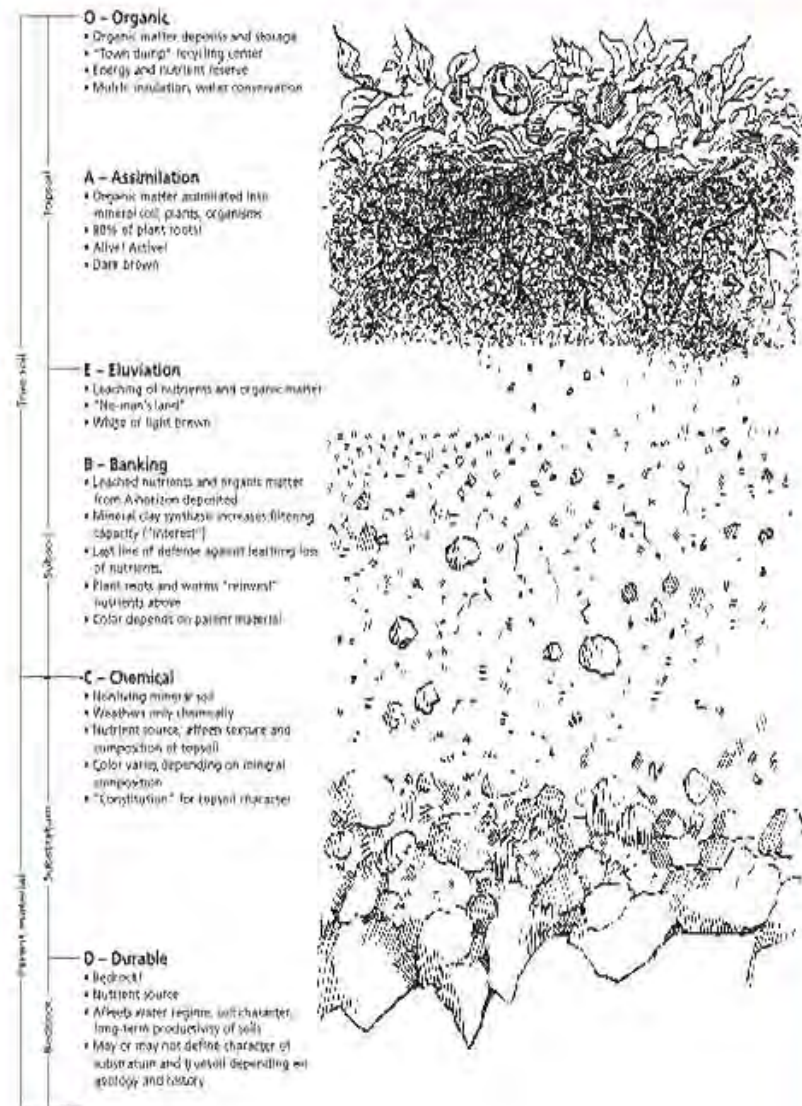 O – Organic
• Organic matter deposits and storage
• "Town dump" recycling center
• Energy and nutrient reserve
• Mulch: insulation, water conservation
A – Assimilation
• Organic matter assimilated into
mineral soil, plants, organisms
• 80% of plant roots!
• Alive! Active!
• Dark brown
E – Eluviation
• Leaching of nutrients and organic matter
• "No-man's land"
• White or light brown
B – Banking
• Leached nutrients and organic matter
from A-horizon deposited
• Mineral clay synthesis increases filtering
capacity ("interest")
• Last line of defense against leaching loss
of nutrients.
• Plant roots and worms "reinvest"
nutrients above
• Color depends on parent material
C – Chemical
• Nonliving mineral soil
• Weathers only chemically
• Nutrient source, affects texture and
composition of topsoil
• Color varies depending on mineral
composition
• "Constitution" for topsoil character
D – Durable
• Bedrock!
• Nutrient source
• Affects water regime, soil character,
long-term productivity of soils
• May or may not define character of
substratum and truesoil depending on
geology and history
True soil
Parent material
Topsoil
Subsoil
Substratum
Bedrock